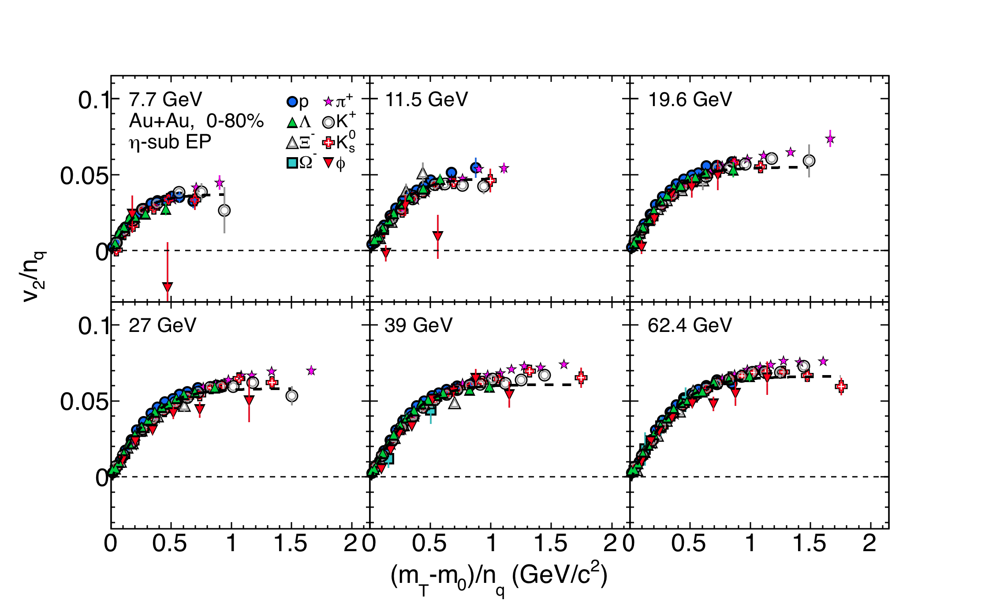 7.7 GeV
Au+Au, 0-80%
η-sub EP
p π⁺
Λ K⁺
Ξ⁻ K⁰ₛ
Ω⁻ ϕ
11.5 GeV
19.6 GeV
0.1
0.05
0
27 GeV
39 GeV
62.4 GeV
0.1
0.05
0
v₂/n_q
0 0.5 1 1.5 2 0 0.5 1 1.5 2 0 0.5 1 1.5 2
(m_T-m₀)/n_q (GeV/c²)